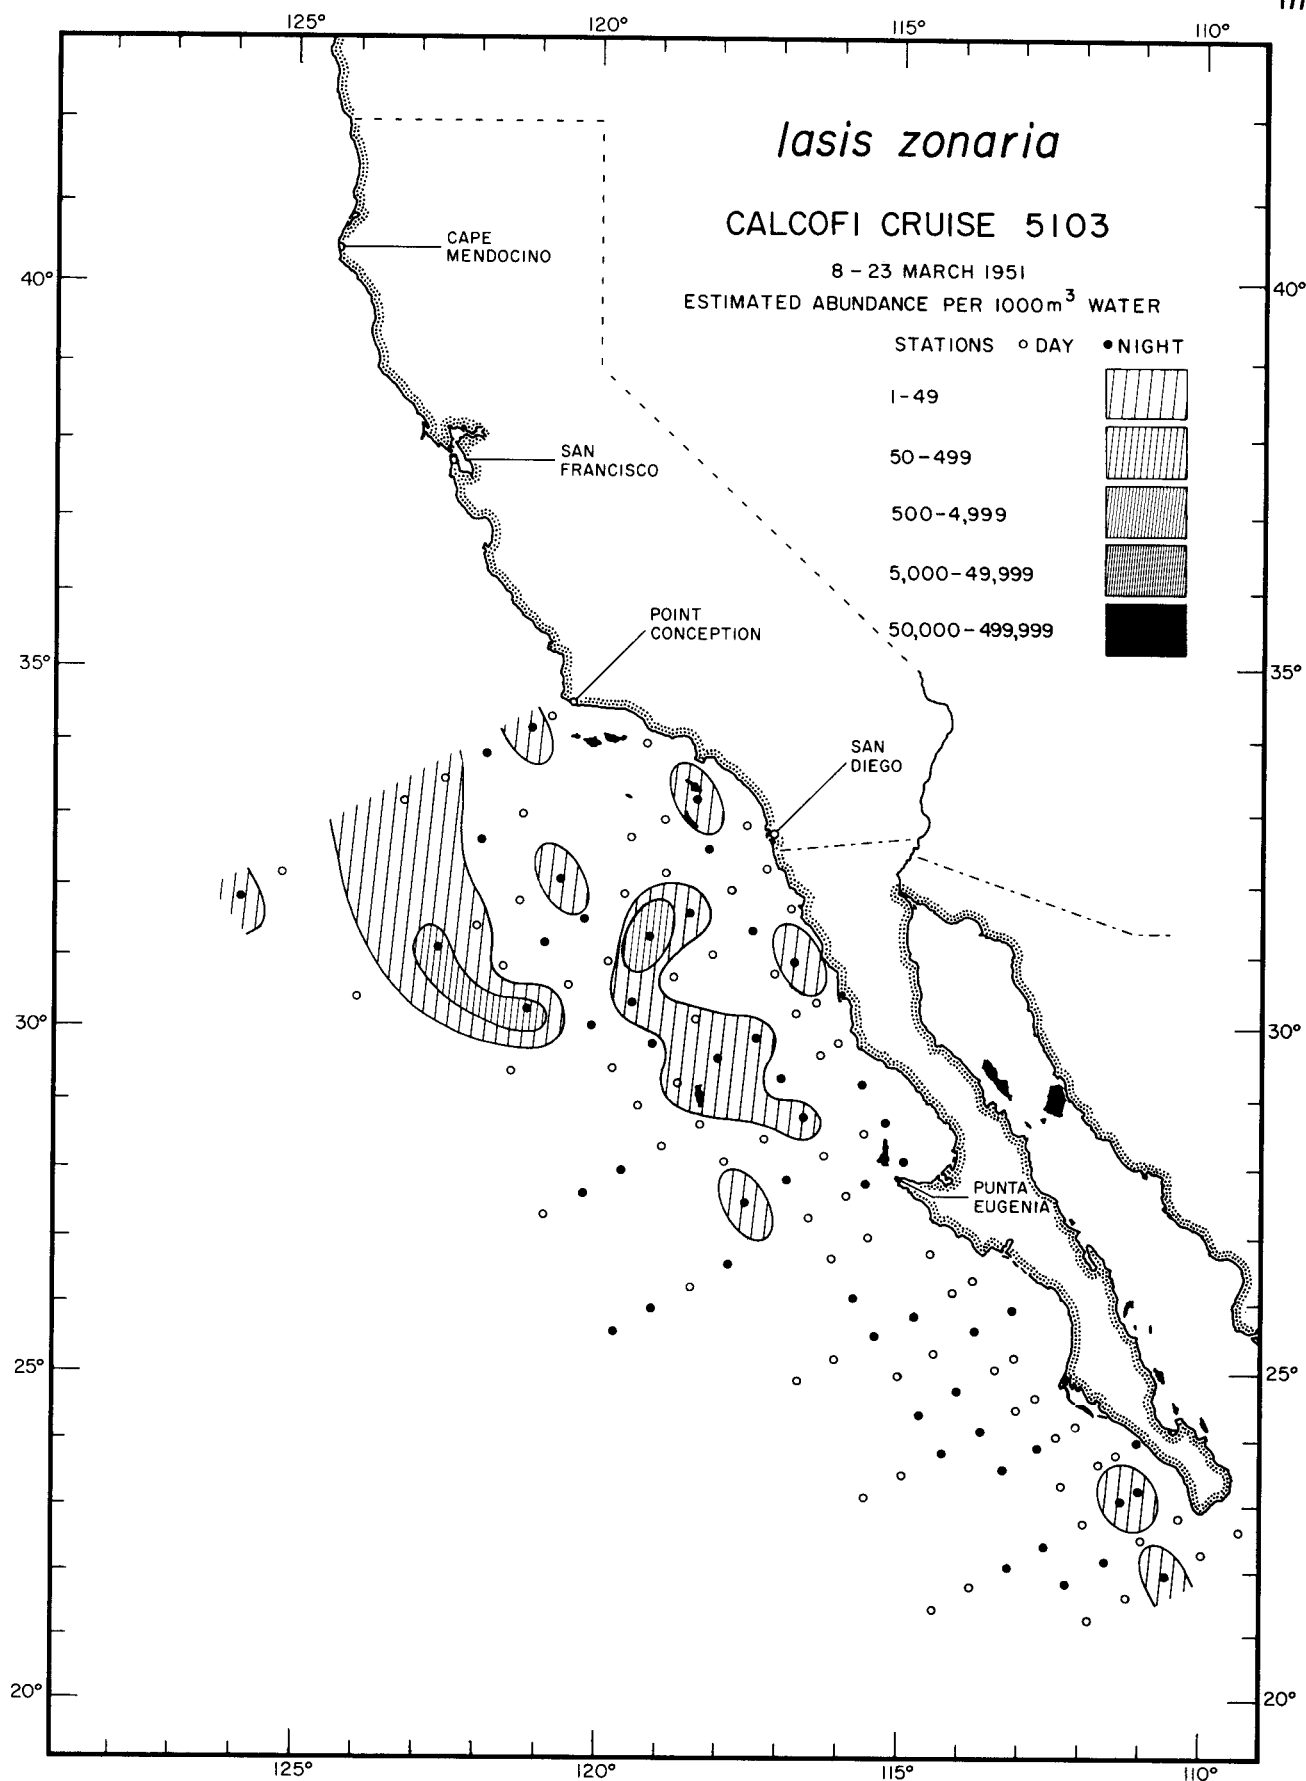 125° 120° 115° 110°
Iasis zonaria
CALCOFI CRUISE 5103
8 – 23 MARCH 1951
ESTIMATED ABUNDANCE PER 1000m³ WATER
STATIONS ○ DAY ● NIGHT
1-49
50-499
500-4,999
5,000-49,999
50,000-499,999
CAPE
MENDOCINO
40° 40°
SAN
FRANCISCO
POINT
CONCEPTION
35° 35°
SAN
DIEGO
30° 30°
PUNTA
EUGENIA
25° 25°
20° 20°
125° 120° 115° 110°